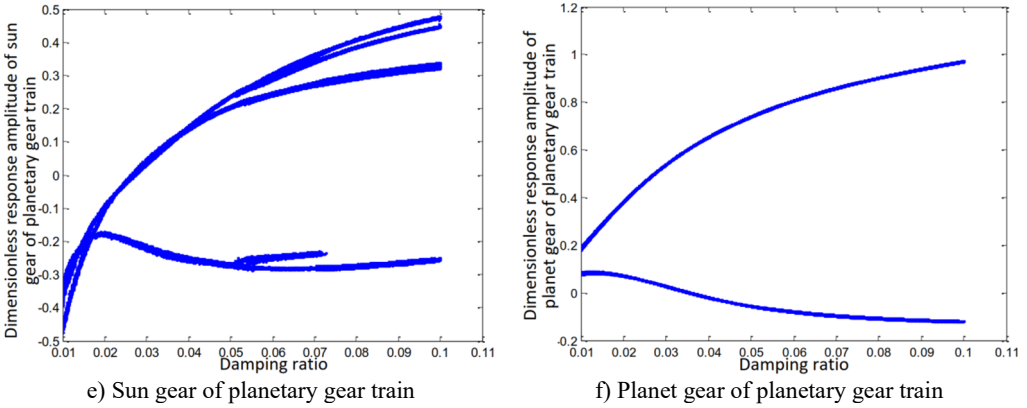 Dimensionless response amplitude of sun
gear of planetary gear train
0.5
0.4
0.3
0.2
0.1
0
-0.1
-0.2
-0.3
-0.4
-0.5
0.01 0.02 0.03 0.04 0.05 0.06 0.07 0.08 0.09 0.1 0.11
Damping ratio
e) Sun gear of planetary gear train
Dimensionless response amplitude of
planet gear of planetary gear train
1.2
1
0.8
0.6
0.4
0.2
0
-0.2
0.01 0.02 0.03 0.04 0.05 0.06 0.07 0.08 0.09 0.1 0.11
Damping ratio
f) Planet gear of planetary gear train